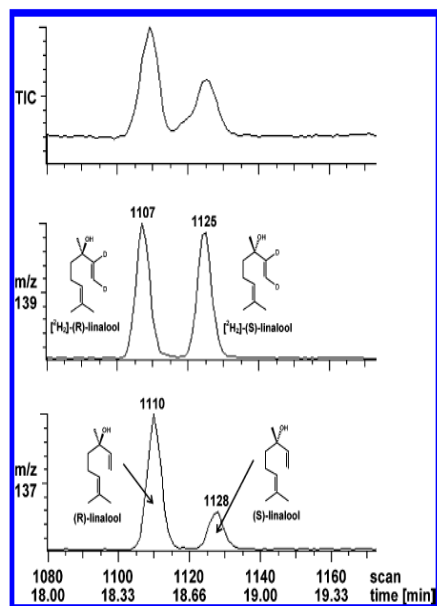 TIC
1107
1125
OH
D
D
OH
D
D
m/z
139
[²H₂]-(R)-linalool
[²H₂]-(S)-linalool
1110
OH
OH
m/z
137
1128
(R)-linalool
(S)-linalool
1080 1100 1120 1140 1160 scan
18.00 18.33 18.66 19.00 19.33 time [min]